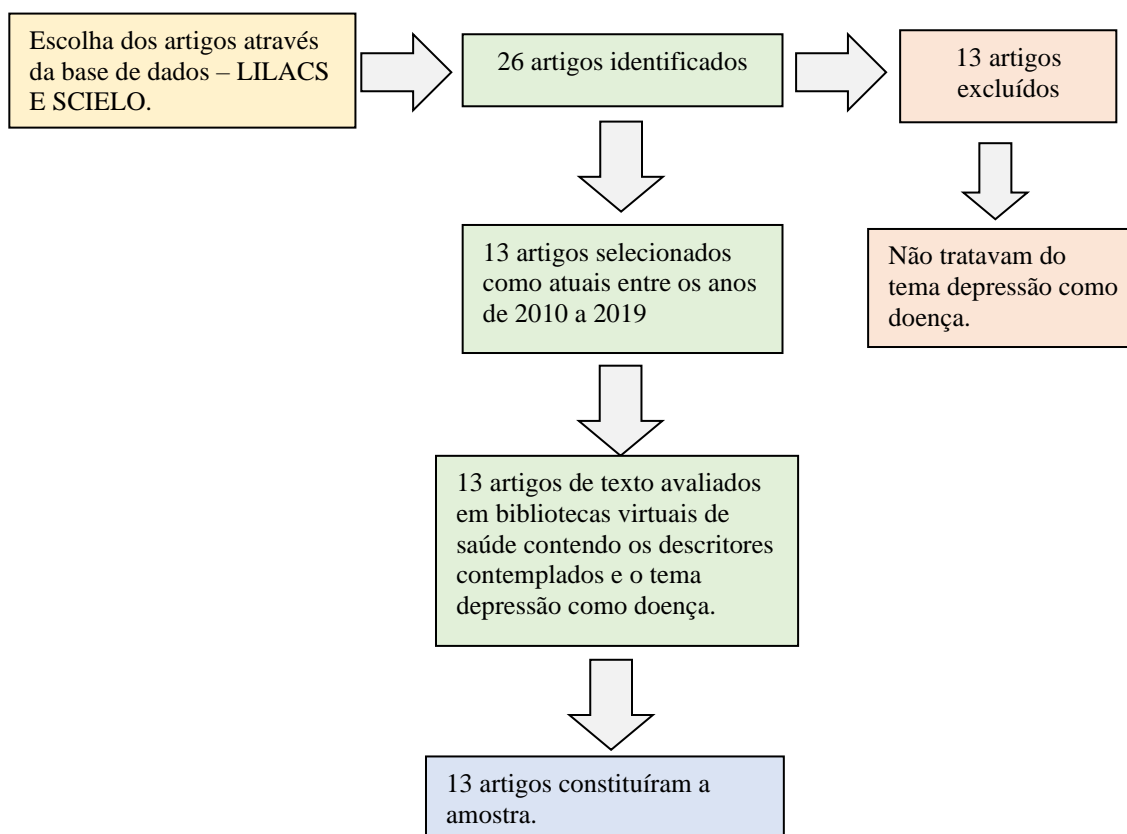 Escolha dos artigos através
da base de dados – LILACS
E SCIELO.
26 artigos identificados
13 artigos
excluídos
13 artigos selecionados
como atuais entre os anos
de 2010 a 2019
Não tratavam do
tema depressão como
doença.
13 artigos de texto avaliados
em bibliotecas virtuais de
saúde contendo os descritores
contemplados e o tema
depressão como doença.
13 artigos constituíram a
amostra.